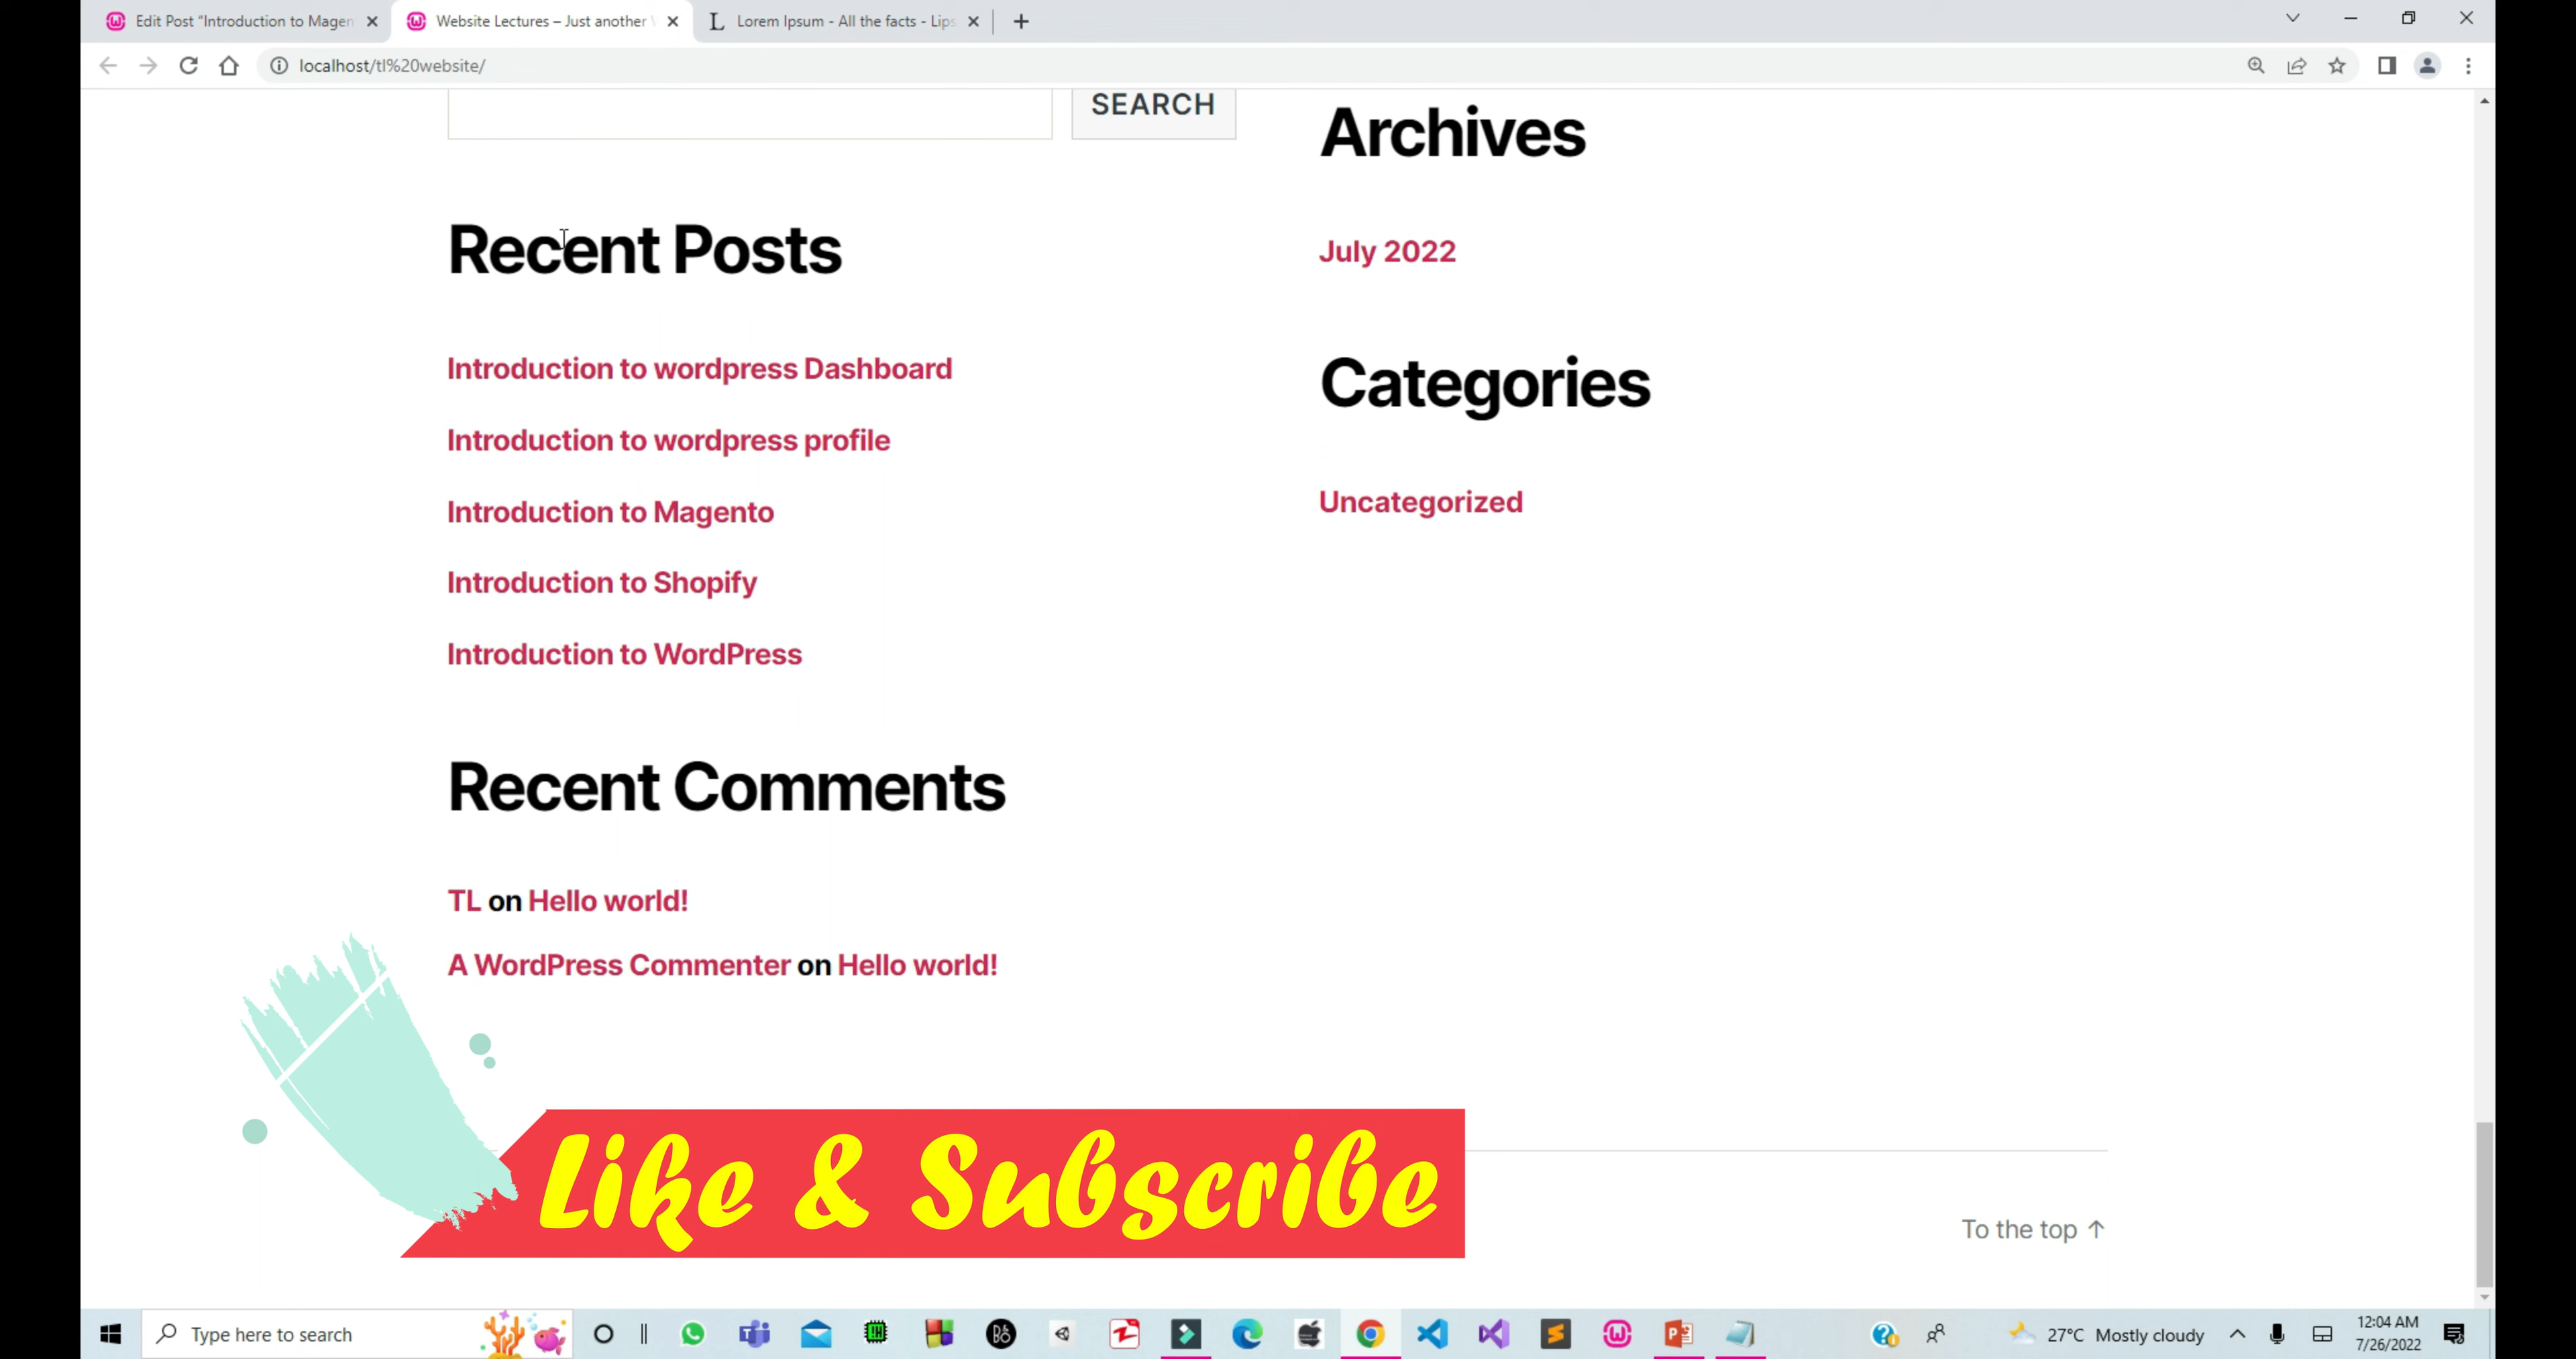 Edit Post “Introduction to Magen
Website Lectures – Just another
Lorem Ipsum - All the facts - Lips
localhost/tl%20website/
SEARCH
Archives
Recent Posts
July 2022
Introduction to wordpress Dashboard
Categories
Introduction to wordpress profile
Introduction to Magento
Uncategorized
Introduction to Shopify
Introduction to WordPress
Recent Comments
TL on Hello world!
A WordPress Commenter on Hello world!
Like & Subscribe
To the top ↑
Type here to search
27°C Mostly cloudy
12:04 AM
7/26/2022